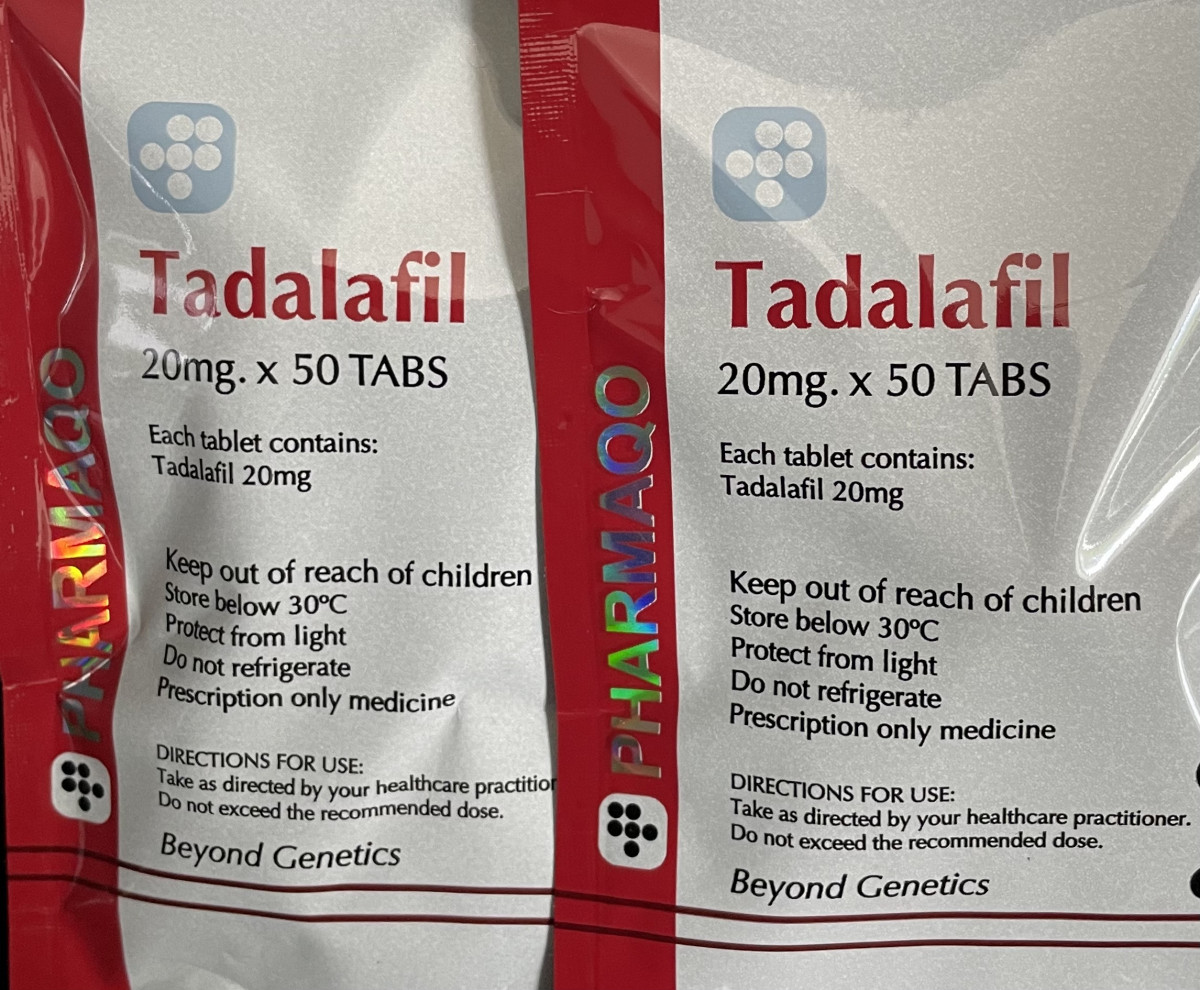 PHARMAQO
Tadalafil
20mg. x 50 TABS
Each tablet contains:
Tadalafil 20mg
Keep out of reach of children
Store below 30ºC
Protect from light
Do not refrigerate
Prescription only medicine
DIRECTIONS FOR USE:
Take as directed by your healthcare practitior
Do not exceed the recommended dose.
Beyond Genetics
PHARMAQO
Tadalafil
20mg. x 50 TABS
Each tablet contains:
Tadalafil 20mg
Keep out of reach of children
Store below 30ºC
Protect from light
Do not refrigerate
Prescription only medicine
DIRECTIONS FOR USE:
Take as directed by your healthcare practitioner.
Do not exceed the recommended dose.
Beyond Genetics